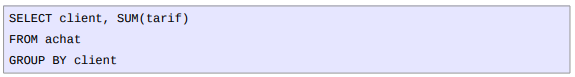 SELECT client, SUM(tarif)
FROM achat
GROUP BY client